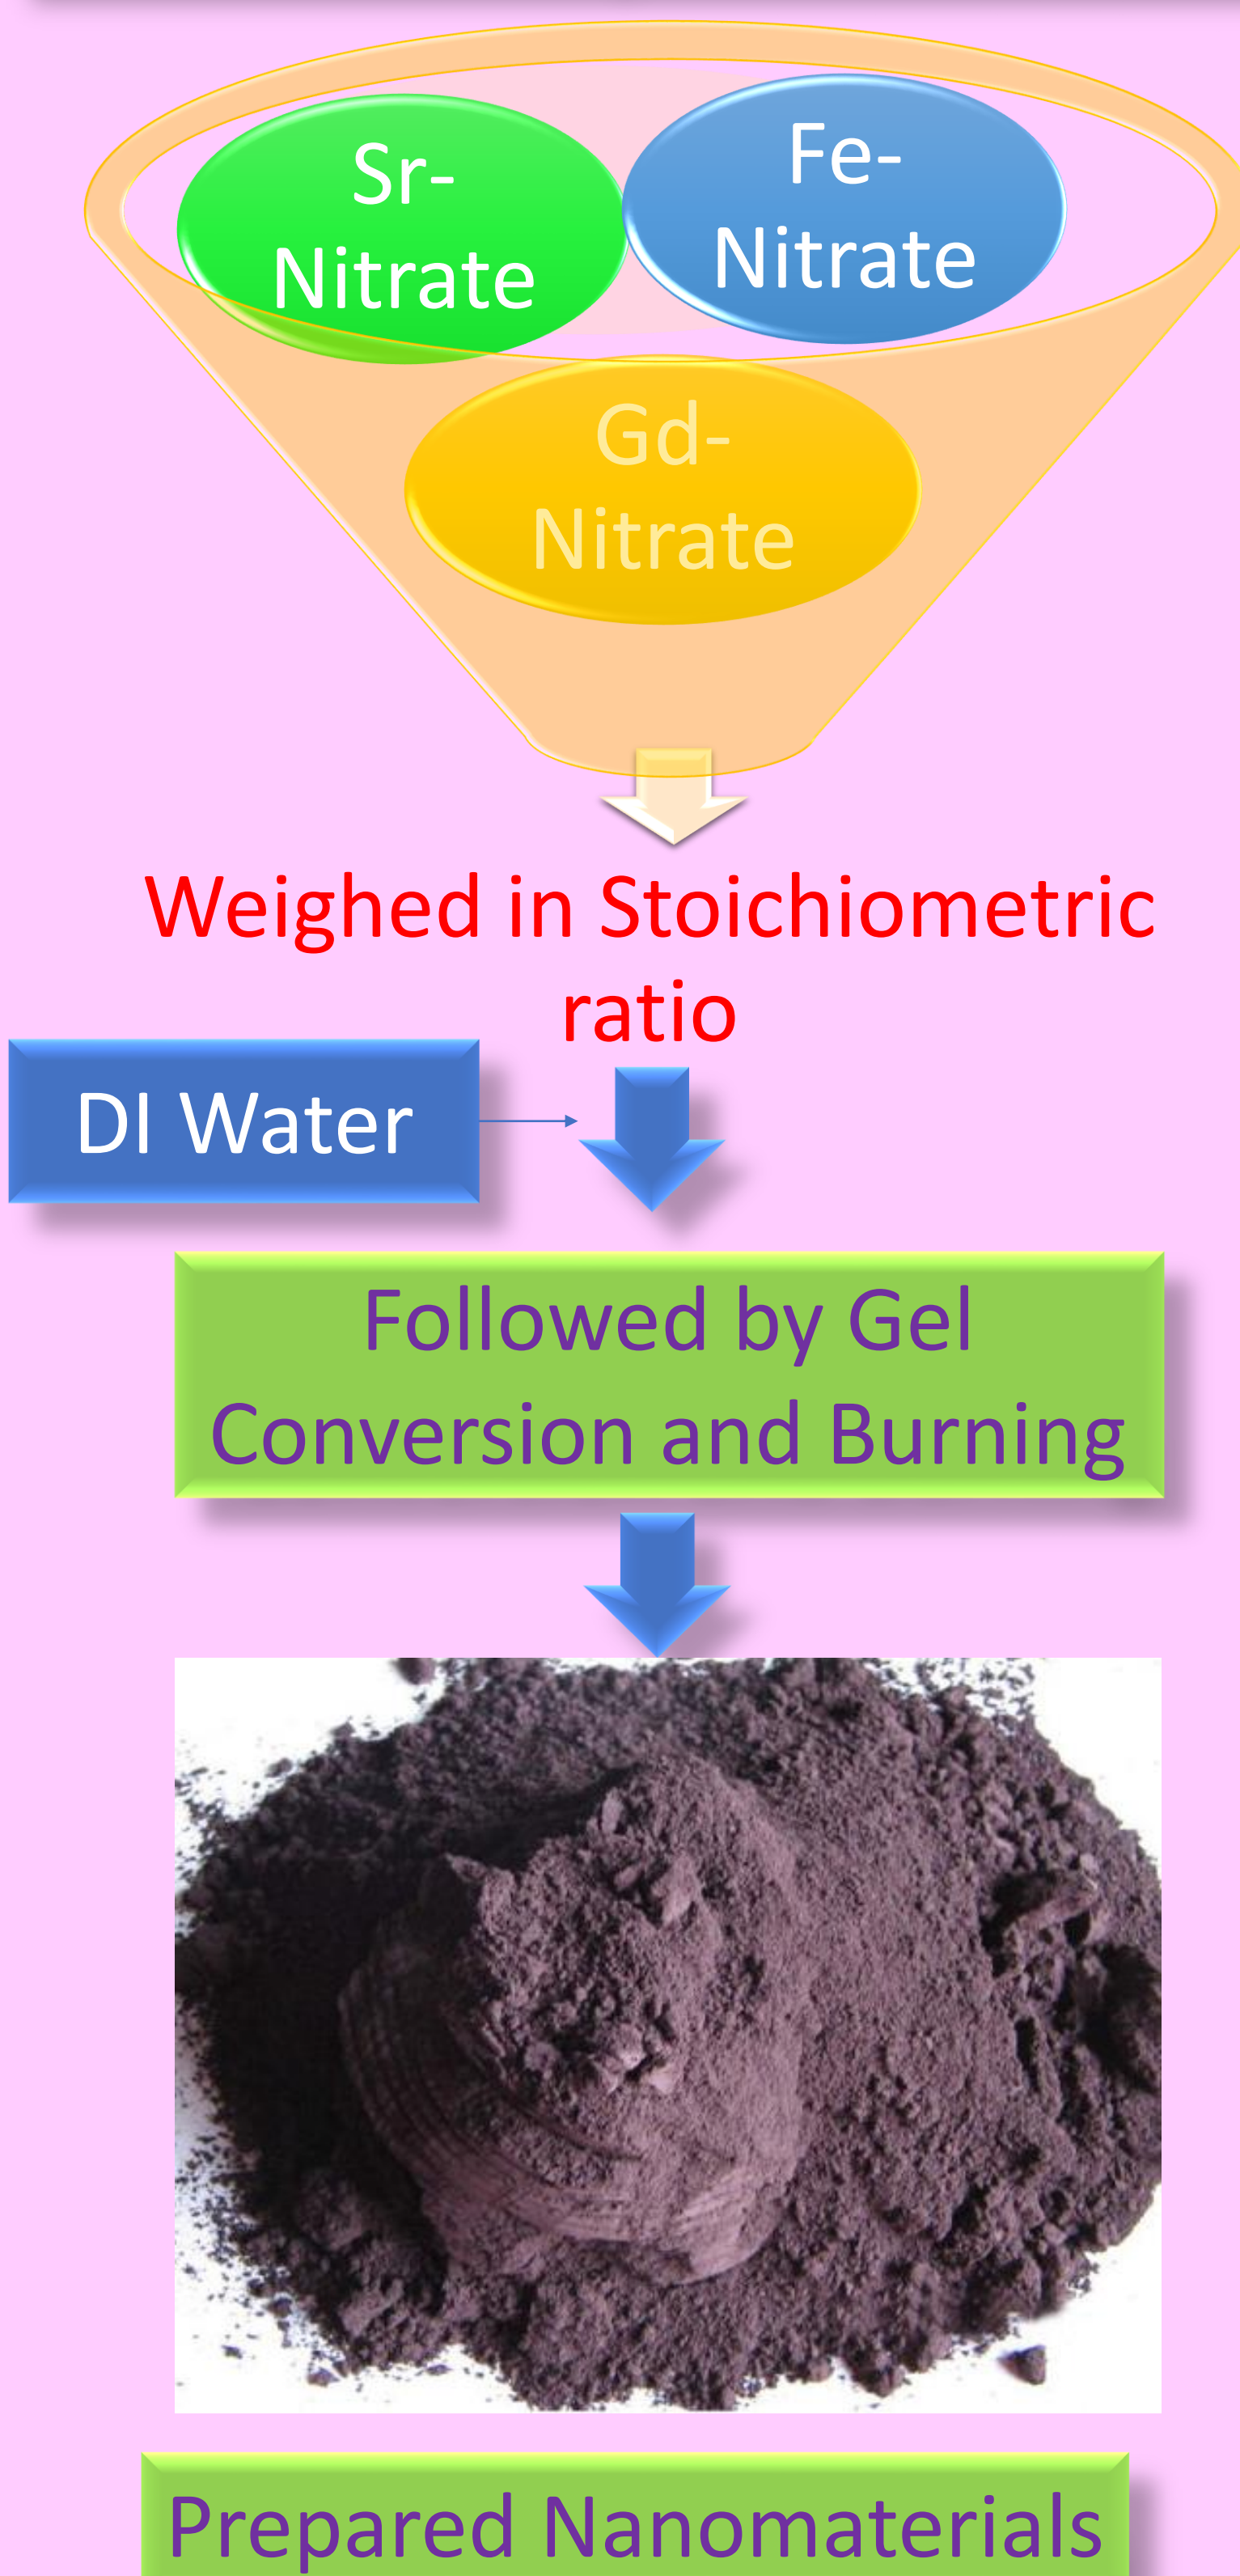 Sr-
Nitrate
Fe-
Nitrate
Gd-
Nitrate
Weighed in Stoichiometric
ratio
DI Water
Followed by Gel
Conversion and Burning
Prepared Nanomaterials